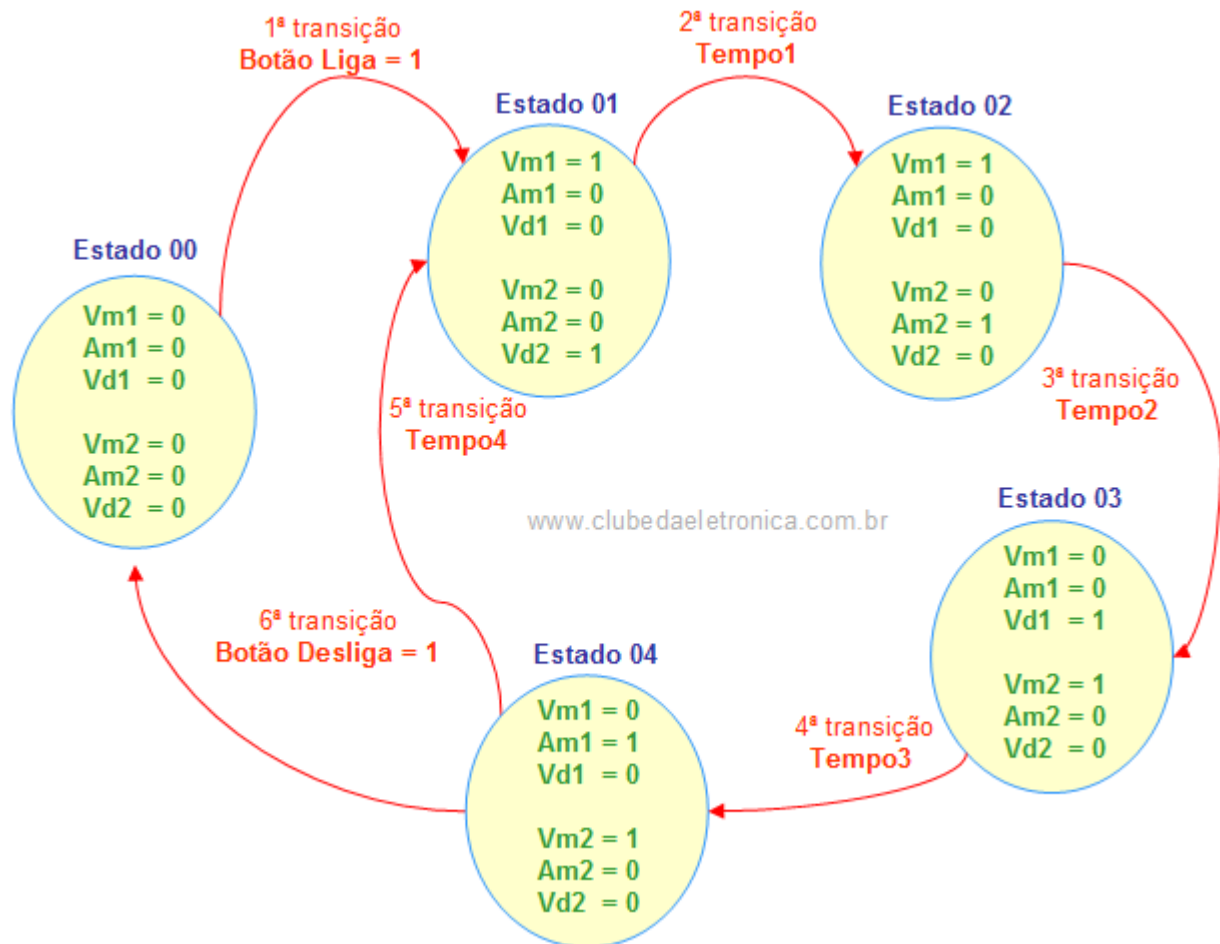 1ª transição
Botão Liga = 1
2ª transição
Tempo1
Estado 01
Vm1 = 1
Am1 = 0
Vd1 = 0
Vm2 = 0
Am2 = 0
Vd2 = 1
Estado 02
Vm1 = 1
Am1 = 0
Vd1 = 0
Vm2 = 0
Am2 = 1
Vd2 = 0
Estado 00
Vm1 = 0
Am1 = 0
Vd1 = 0
Vm2 = 0
Am2 = 0
Vd2 = 0
3ª transição
Tempo2
5ª transição
Tempo4
www.clubedaeletronica.com.br
Estado 03
Vm1 = 0
Am1 = 0
Vd1 = 1
Vm2 = 1
Am2 = 0
Vd2 = 0
6ª transição
Botão Desliga = 1
Estado 04
Vm1 = 0
Am1 = 1
Vd1 = 0
Vm2 = 1
Am2 = 0
Vd2 = 0
4ª transição
Tempo3